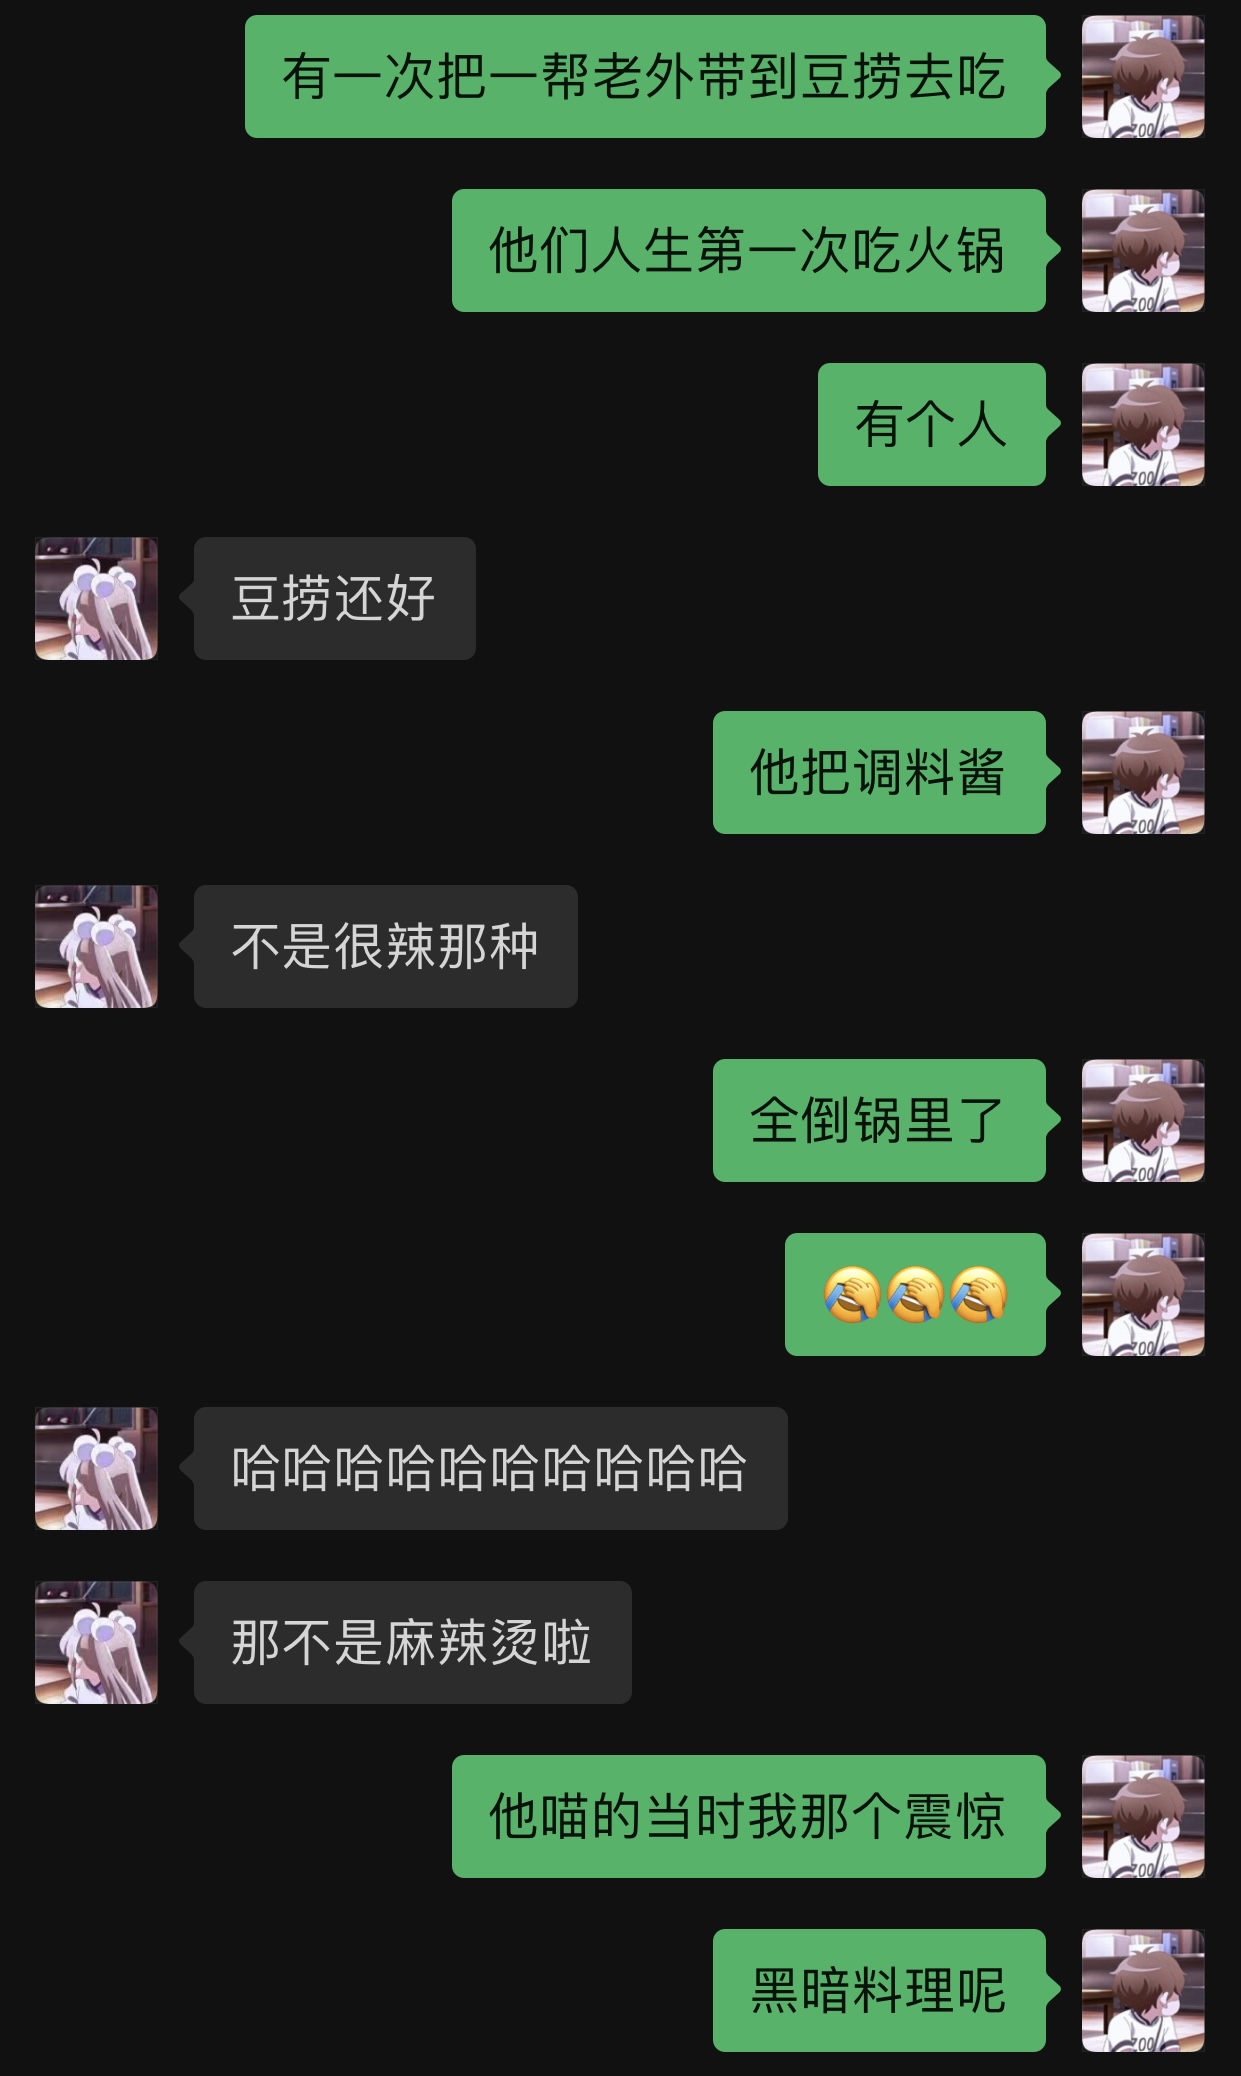 有一次把一帮老外带到豆捞去吃
他们人生第一次吃火锅
有个人
豆捞还好
他把调料酱
不是很辣那种
全倒锅里了
🤣🤦
哈哈哈哈哈哈哈哈哈哈
那不是麻辣烫啦
他喵的当时我那个震惊
黑暗料理呢